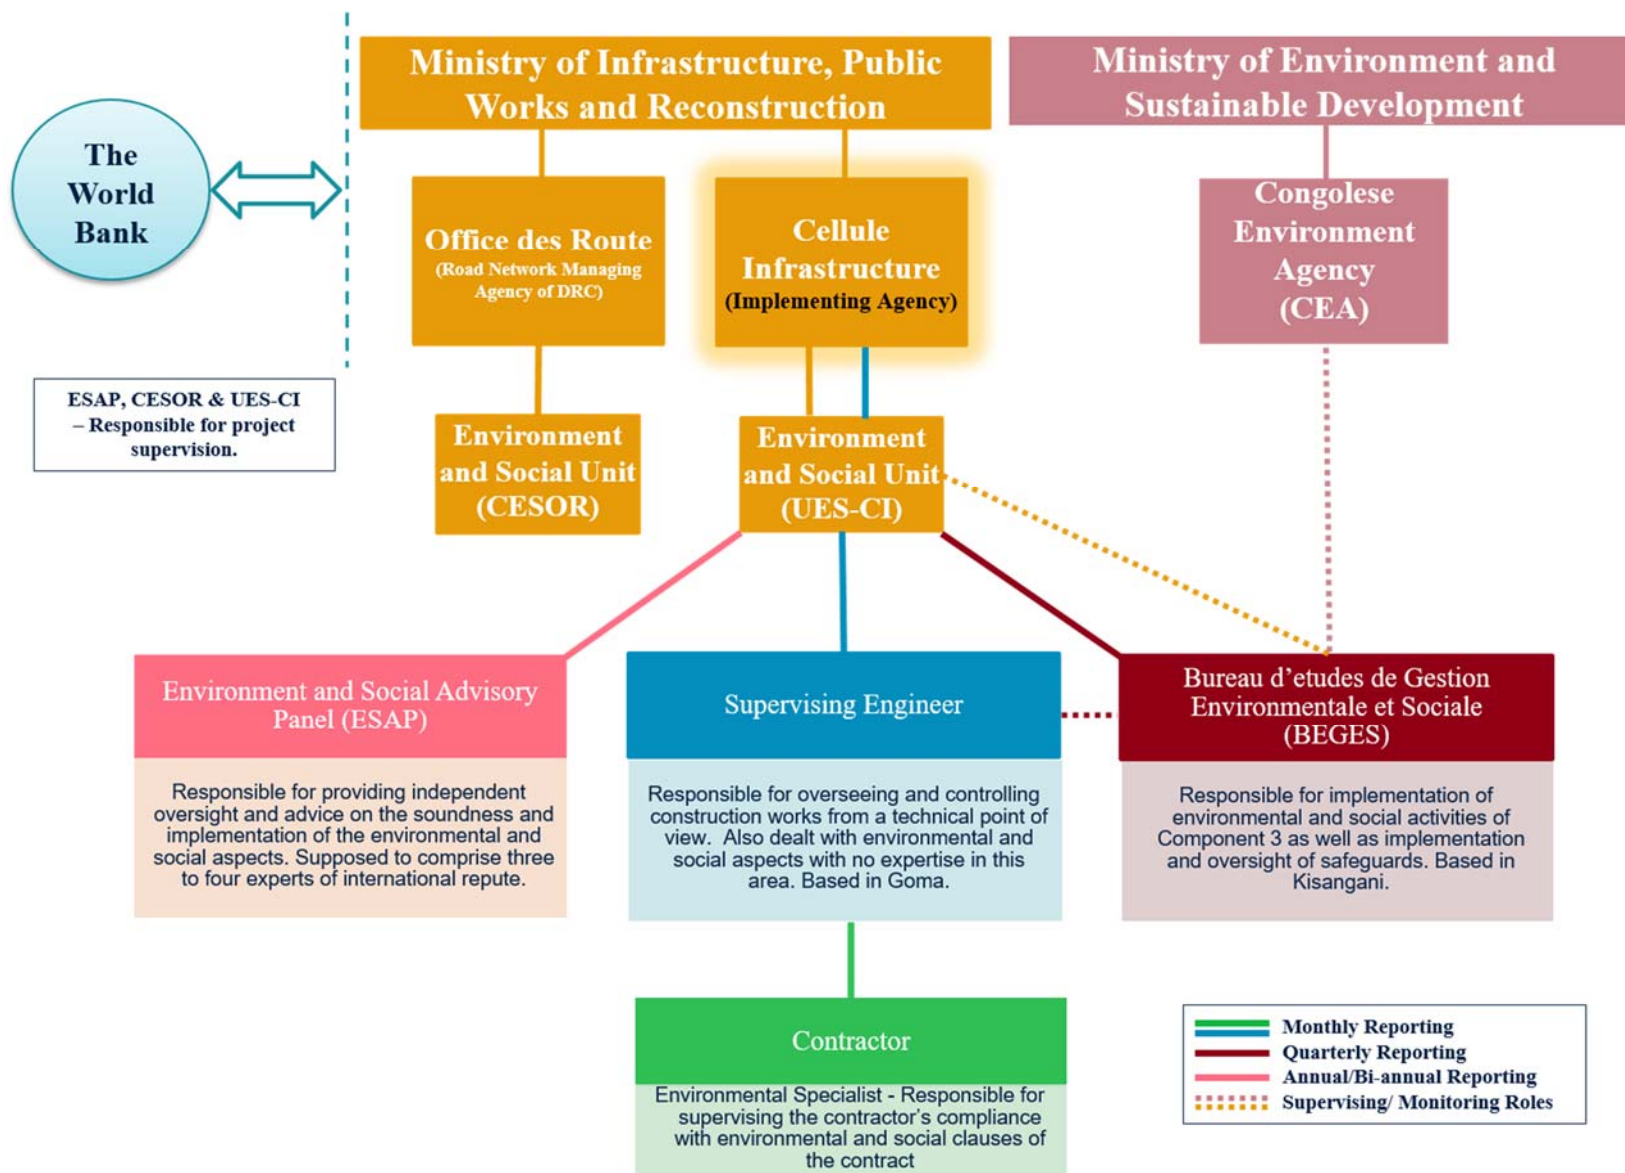 The
World
Bank
Ministry of Infrastructure, Public
Works and Reconstruction
Ministry of Environment and
Sustainable Development
Office des Route
(Road Network Managing
Agency of DRC)
Cellule
Infrastructure
(Implementing Agency)
Congolese
Environment
Agency
(CEA)
ESAP, CESOR & UES-CI
– Responsible for project
supervision.
Environment
and Social Unit
(CESOR)
Environment
and Social Unit
(UES-CI)
Environment and Social Advisory
Panel (ESAP)
Responsible for providing independent
oversight and advice on the soundness and
implementation of the environmental and
social aspects. Supposed to comprise three
to four experts of international repute.
Supervising Engineer
Responsible for overseeing and controlling
construction works from a technical point of
view. Also dealt with environmental and
social aspects with no expertise in this
area. Based in Goma.
Bureau d’etudes de Gestion
Environmentale et Sociale
(BEGES)
Responsible for implementation of
environmental and social activities of
Component 3 as well as implementation
and oversight of safeguards. Based in
Kisangani.
Contractor
Environmental Specialist - Responsible for
supervising the contractor’s compliance
with environmental and social clauses of
the contract
Monthly Reporting
Quarterly Reporting
Annual/Bi-annual Reporting
Supervising/ Monitoring Roles